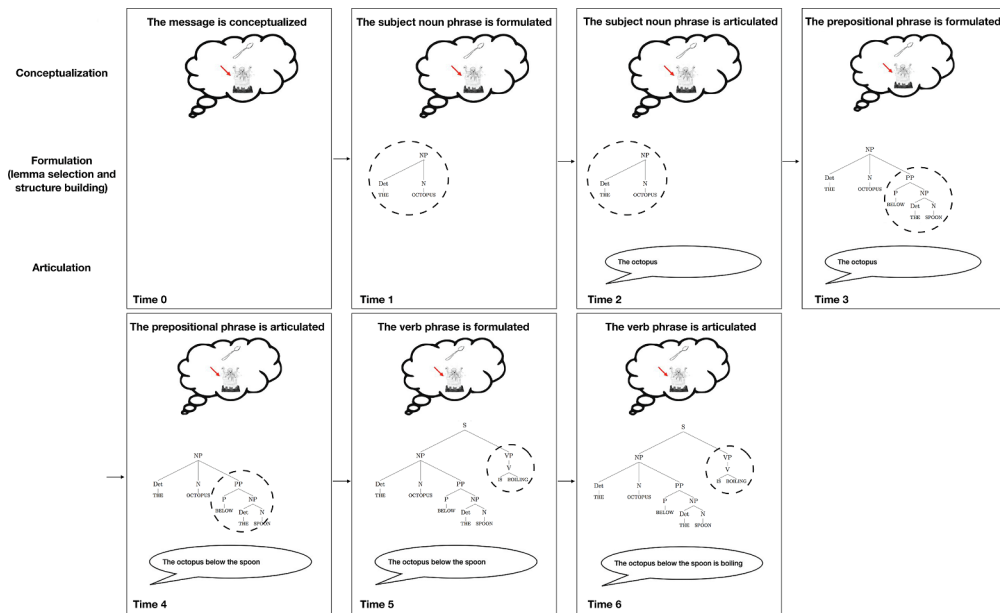 The message is conceptualized
The subject noun phrase is formulated
The subject noun phrase is articulated
The prepositional phrase is formulated
Conceptualization
Formulation
(lemma selection and
structure building)
NP
Det N
THE OCTOPUS
NP
Det N
THE OCTOPUS
NP
Det N PP
THE OCTOPUS P NP
BELOW Det N
THE SPOON
Articulation
The octopus
The octopus
Time 0
Time 1
Time 2
Time 3
The prepositional phrase is articulated
The verb phrase is formulated
The verb phrase is articulated
NP
Det N PP
THE OCTOPUS P NP
BELOW Det N
THE SPOON
S
NP VP
Det N PP V
THE OCTOPUS P NP IS BOILING
BELOW Det N
THE SPOON
S
NP VP
Det N PP V
THE OCTOPUS P NP IS BOILING
BELOW Det N
THE SPOON
The octopus below the spoon
The octopus below the spoon
The octopus below the spoon is boiling
Time 4
Time 5
Time 6